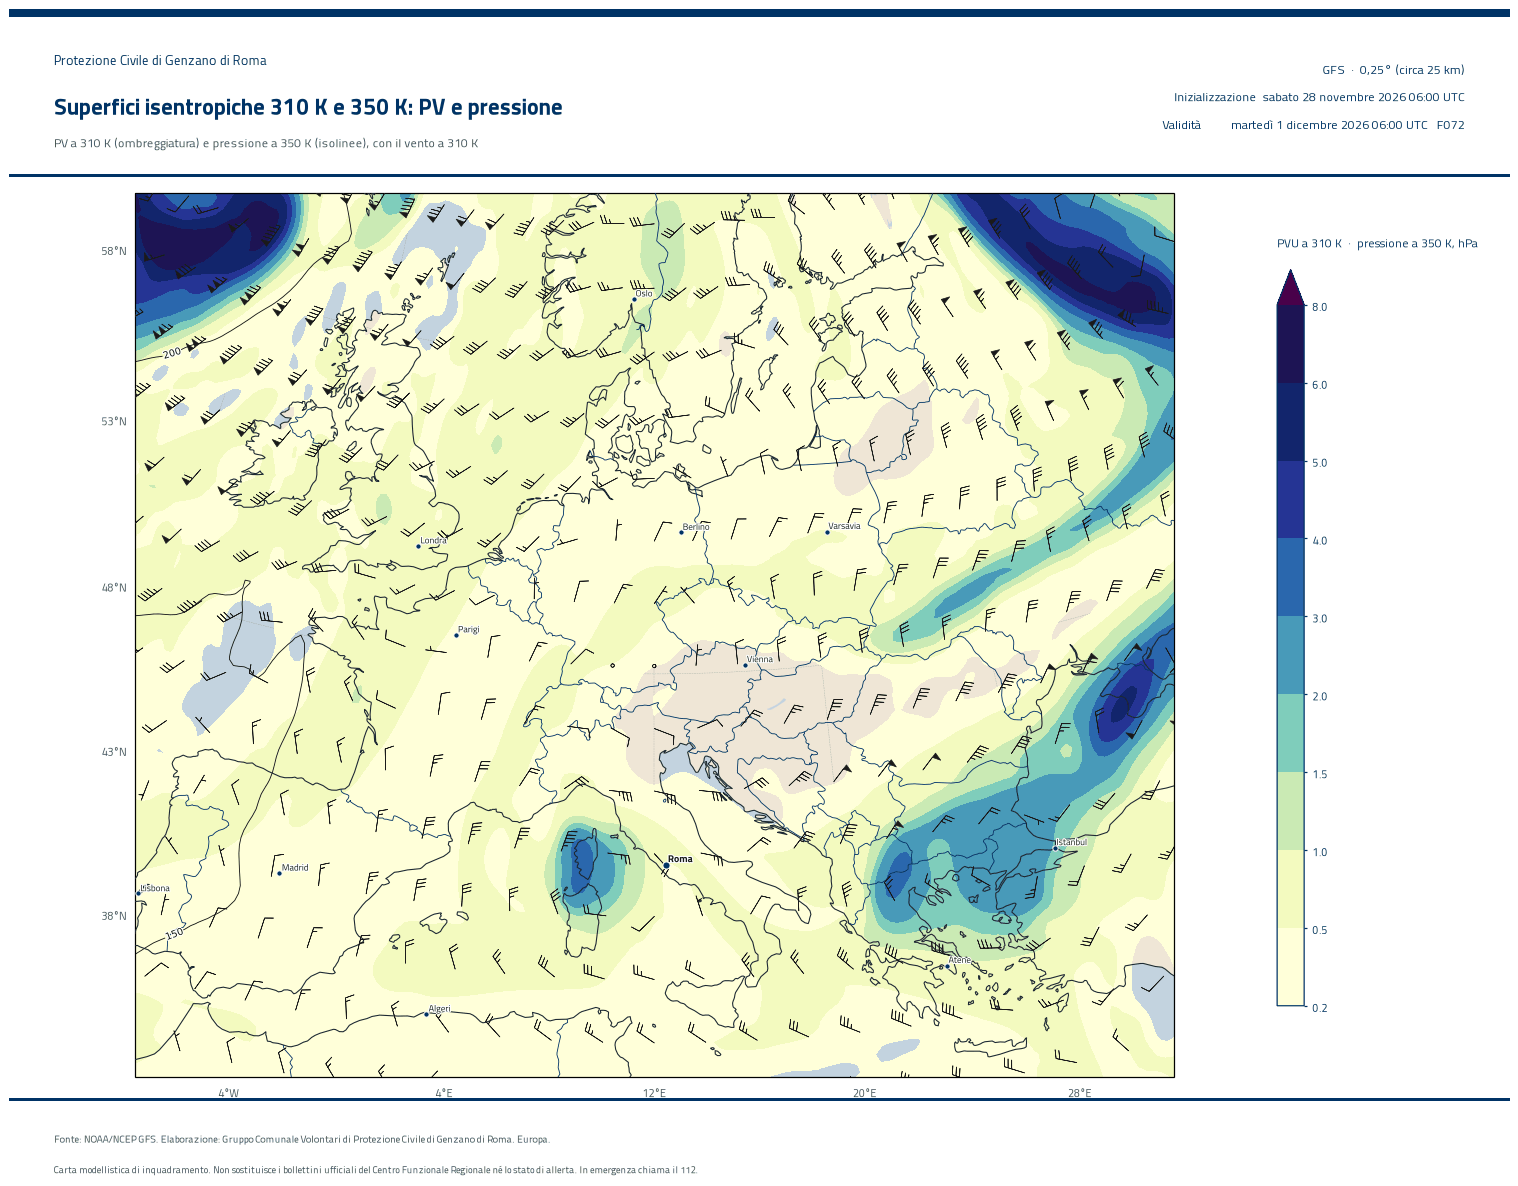 Protezione Civile di Genzano di Roma
Superfici isentropiche 310 K e 350 K: PV e pressione
PV a 310 K (ombreggiatura) e pressione a 350 K (isolinee), con il vento a 310 K
GFS · 0,25° (circa 25 km)
Inizializzazione sabato 28 novembre 2026 06:00 UTC
Validità martedì 1 dicembre 2026 06:00 UTC F072
PVU a 310 K · pressione a 350 K, hPa
8.0
6.0
5.0
4.0
3.0
2.0
1.5
1.0
0.5
0.2
58°N
53°N
48°N
43°N
38°N
4°W
4°E
12°E
20°E
28°E
200
150
Oslo
Londra
Berlino
Varsavia
Parigi
Vienna
Roma
Madrid
Lisbona
Istanbul
Atene
Algeri
Fonte: NOAA/NCEP GFS. Elaborazione: Gruppo Comunale Volontari di Protezione Civile di Genzano di Roma. Europa.
Carta modellistica di inquadramento. Non sostituisce i bollettini ufficiali del Centro Funzionale Regionale né lo stato di allerta. In emergenza chiama il 112.